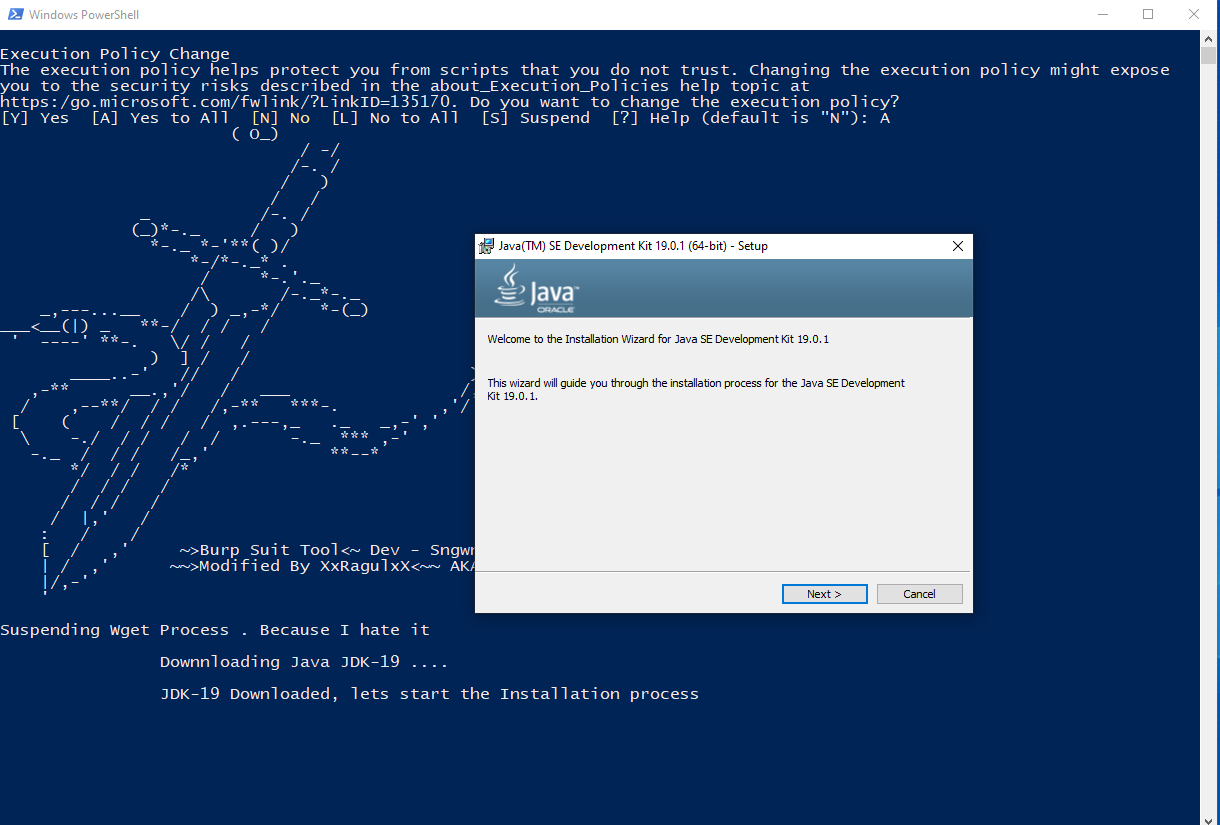 Windows PowerShell
Execution Policy Change
The execution policy helps protect you from scripts that you do not trust. Changing the execution policy might expose
you to the security risks described in the about_Execution_Policies help topic at
https:/go.microsoft.com/fwlink/?LinkID=135170. Do you want to change the execution policy?
[Y] Yes  [A] Yes to All  [N] No  [L] No to All  [S] Suspend  [?] Help (default is "N"): A
Java(TM) SE Development Kit 19.0.1 (64-bit) - Setup
Java™
ORACLE
Welcome to the Installation Wizard for Java SE Development Kit 19.0.1
This wizard will guide you through the installation process for the Java SE Development
Kit 19.0.1.
Next >
Cancel
~>Burp Suit Tool<~ Dev - Sngwn
~~>Modified By XxRagulxX<~~ AKA
Suspending Wget Process . Because I hate it
Downnloading Java JDK-19 ....
JDK-19 Downloaded, lets start the Installation process